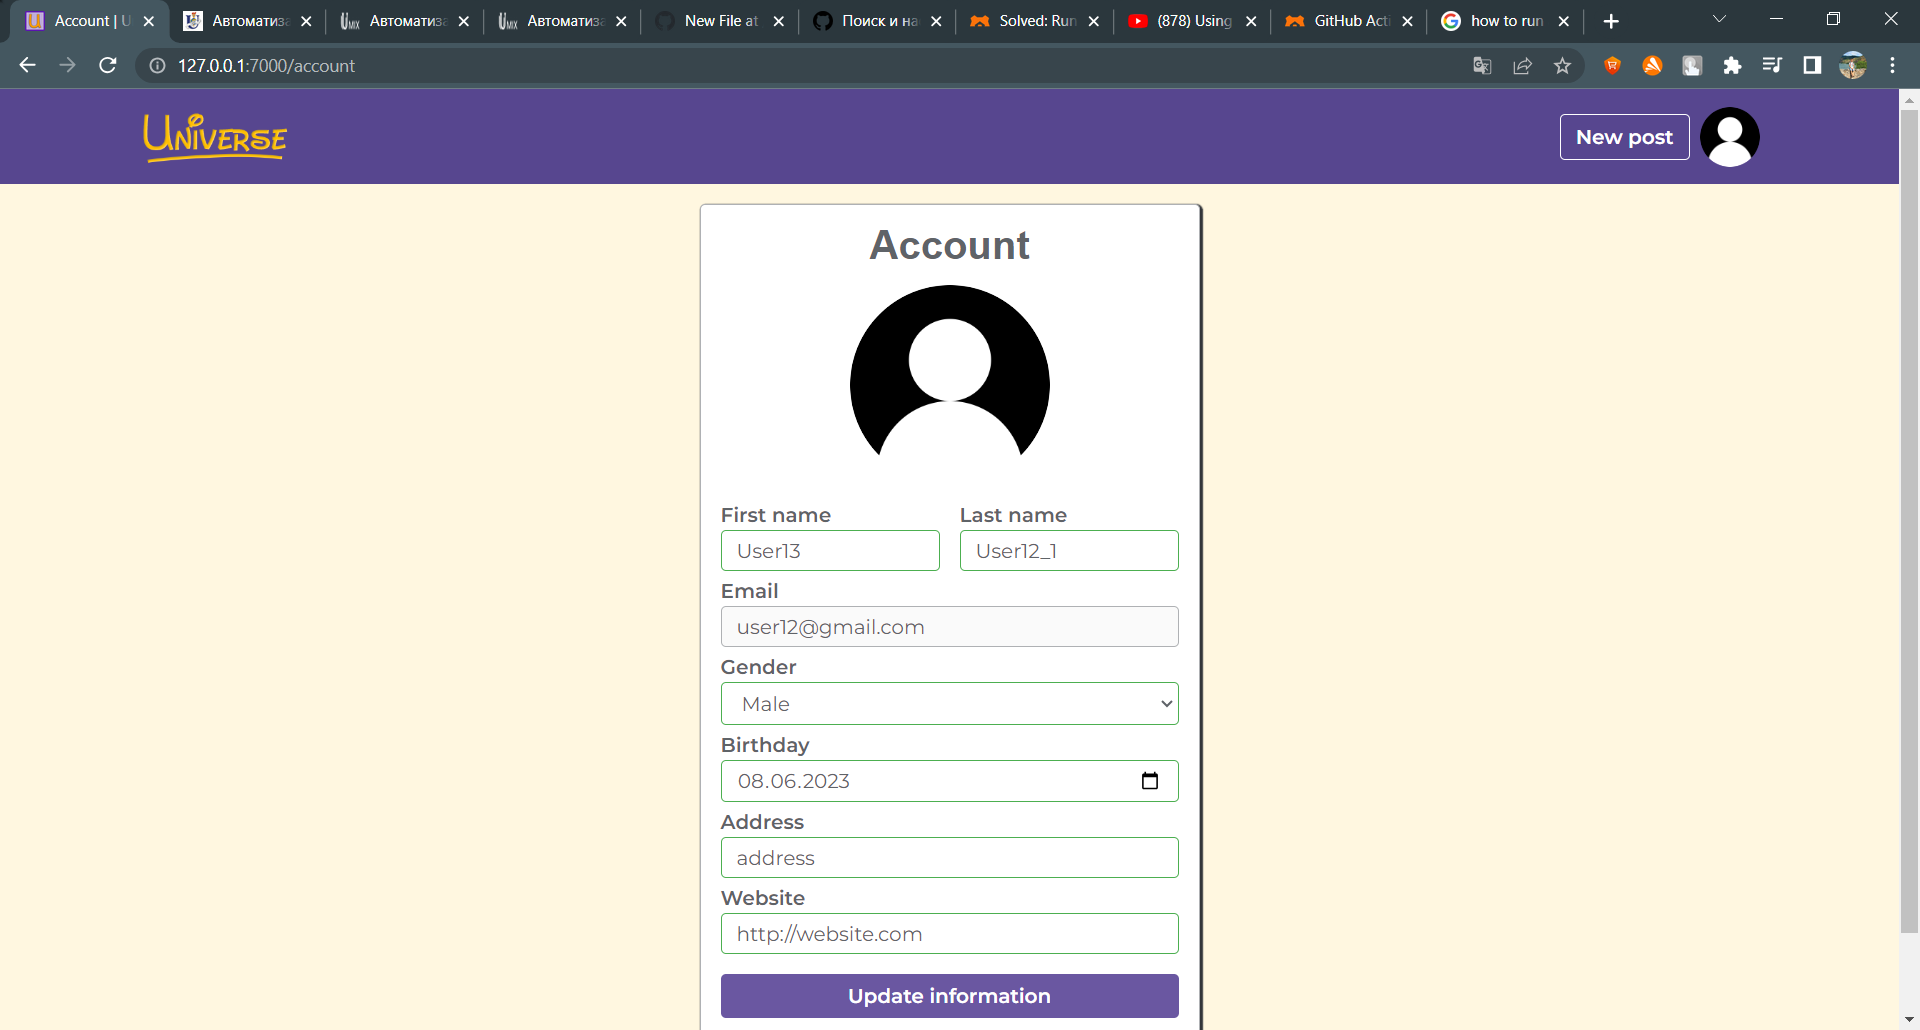 Account | U
Автоматиза
Автоматиза
Автоматиза
New File at
Поиск и на
Solved: Run
(878) Using
GitHub Acti
how to run
127.0.0.1:7000/account
UNIVERSE
New post
Account
First name
Last name
User13
User12_1
Email
user12@gmail.com
Gender
Male
Birthday
08.06.2023
Address
address
Website
http://website.com
Update information